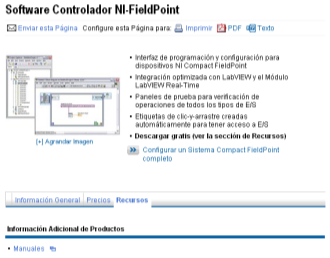 Software Controlador NI-FieldPoint
Enviar esta Página Configure esta Página para: Imprimir PDF Texto
• Interfaz de programación y configuración para
dispositivos NI Compact FieldPoint
• Integración optimizada con LabVIEW y el Módulo
LabVIEW Real-Time
• Paneles de prueba para verificación de
operaciones de todos los tipos de E/S
• Etiquetas de clic-y-arrastre creadas
automáticamente para tener acceso a E/S
• Descargar gratis (ver la sección de Recursos)
Configurar un Sistema Compact FieldPoint
completo
[+] Agrandar Imagen
Información General Precios Recursos
Información Adicional de Productos
• Manuales